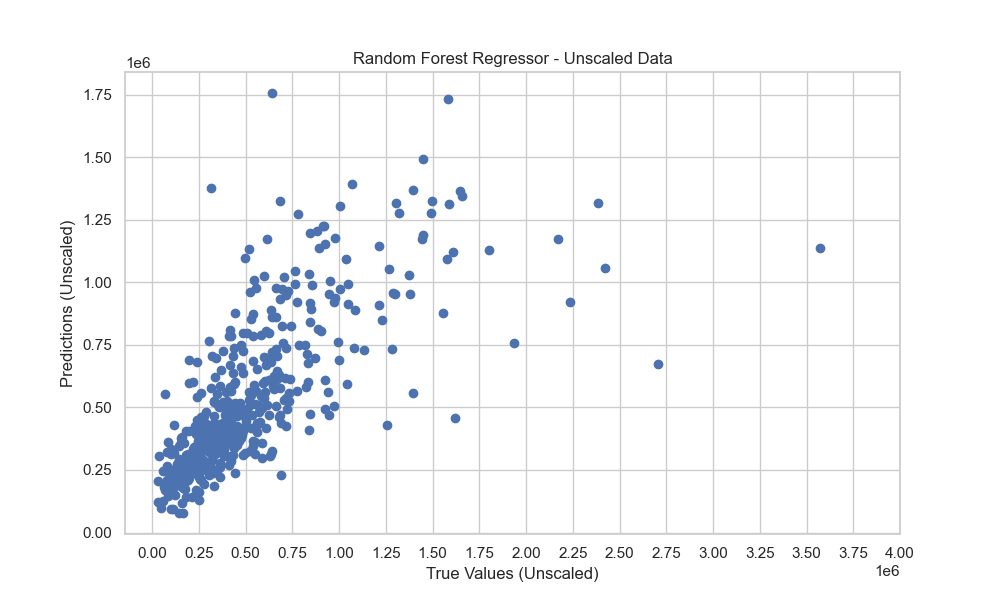 Random Forest Regressor - Unscaled Data
1e6
1.75
1.50
1.25
1.00
0.75
0.50
0.25
0.00
Predictions (Unscaled)
0.00 0.25 0.50 0.75 1.00 1.25 1.50 1.75 2.00 2.25 2.50 2.75 3.00 3.25 3.50 3.75 4.00
1e6
True Values (Unscaled)